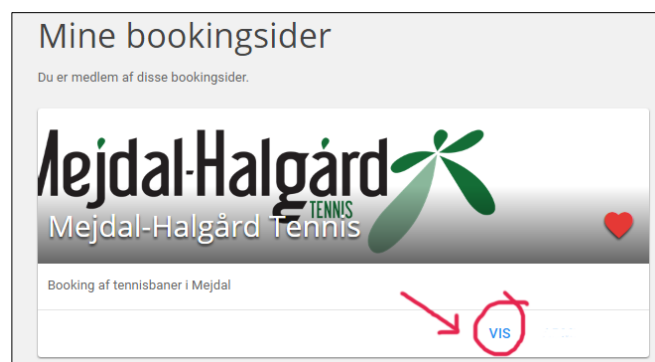 Mine bookingsider
Du er medlem af disse bookingsider.
Mejdal-Halgård
TENNIS
Mejdal-Halgård Tennis
Booking af tennisbaner i Mejdal
VIS